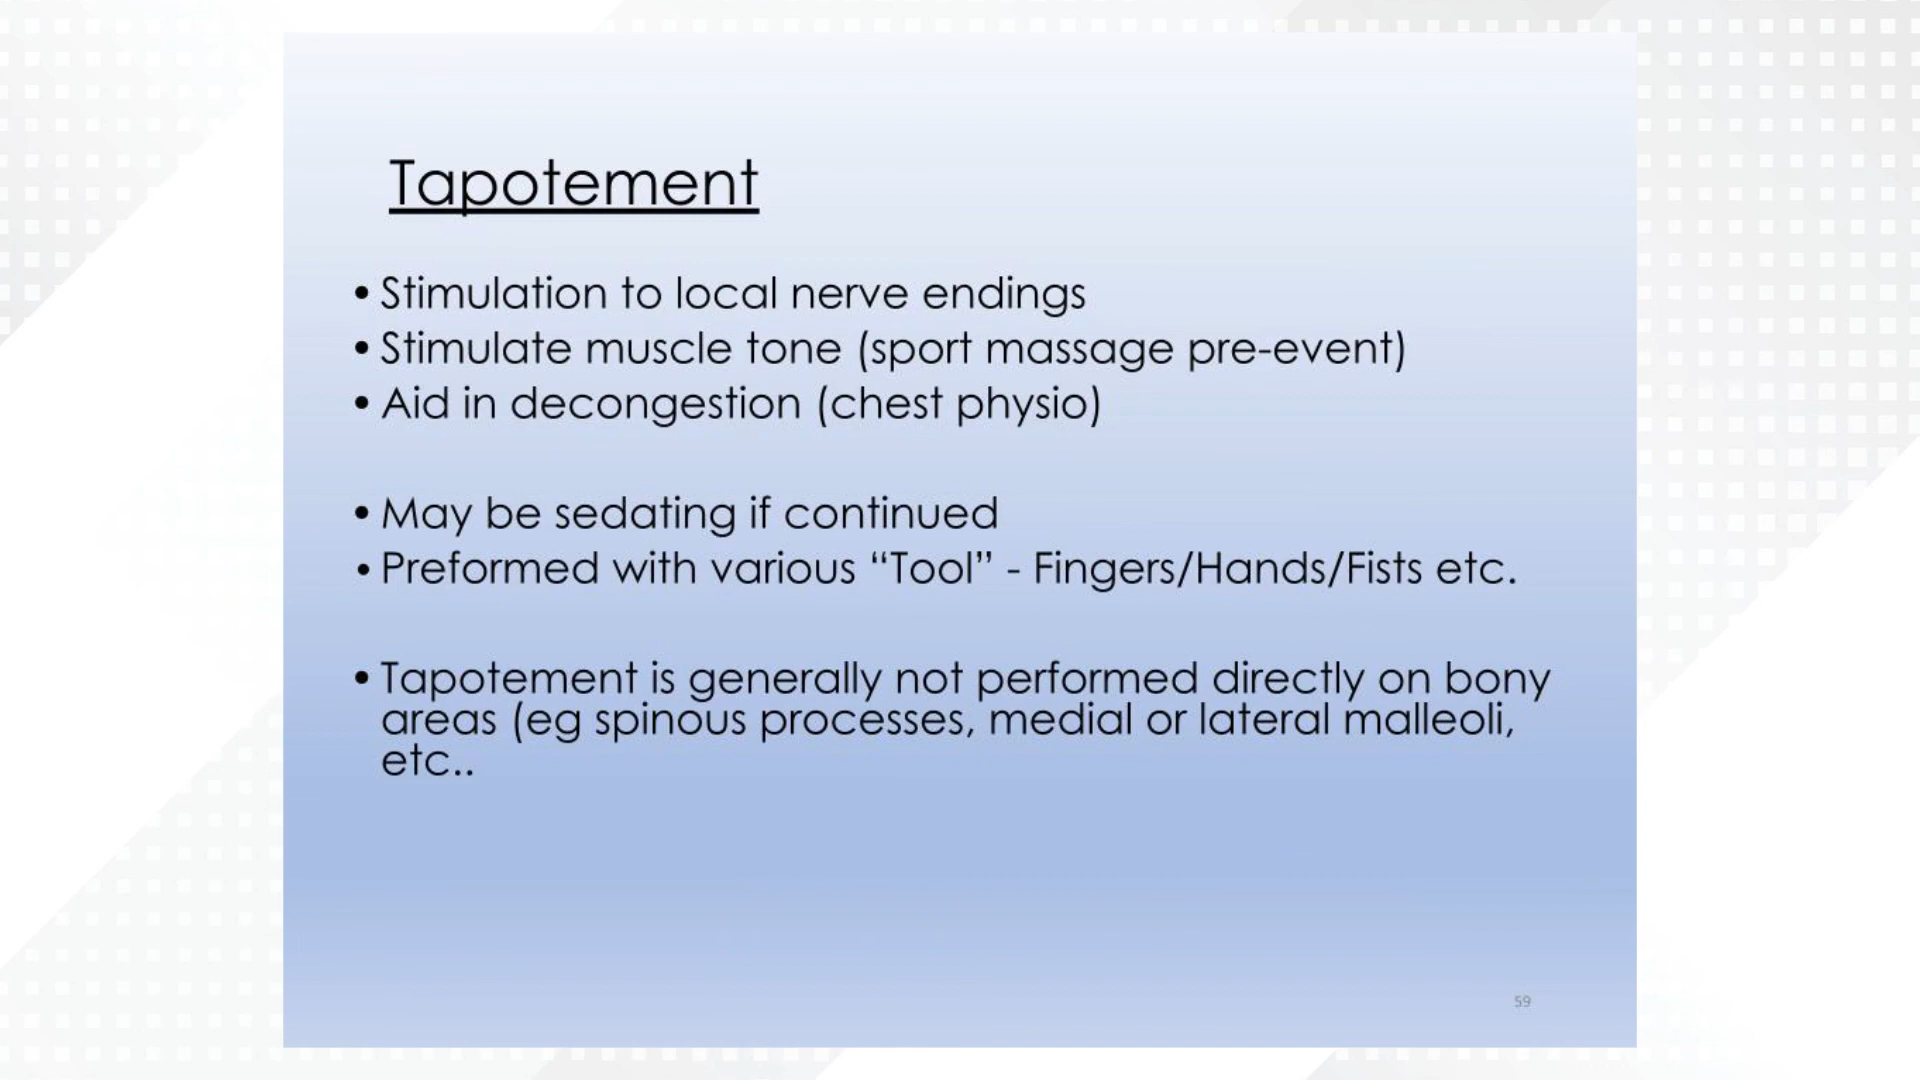 Tapotement
• Stimulation to local nerve endings
• Stimulate muscle tone (sport massage pre-event)
• Aid in decongestion (chest physio)
• May be sedating if continued
• Preformed with various “Tool” - Fingers/Hands/Fists etc.
• Tapotement is generally not performed directly on bony
areas (eg spinous processes, medial or lateral malleoli,
etc..
59